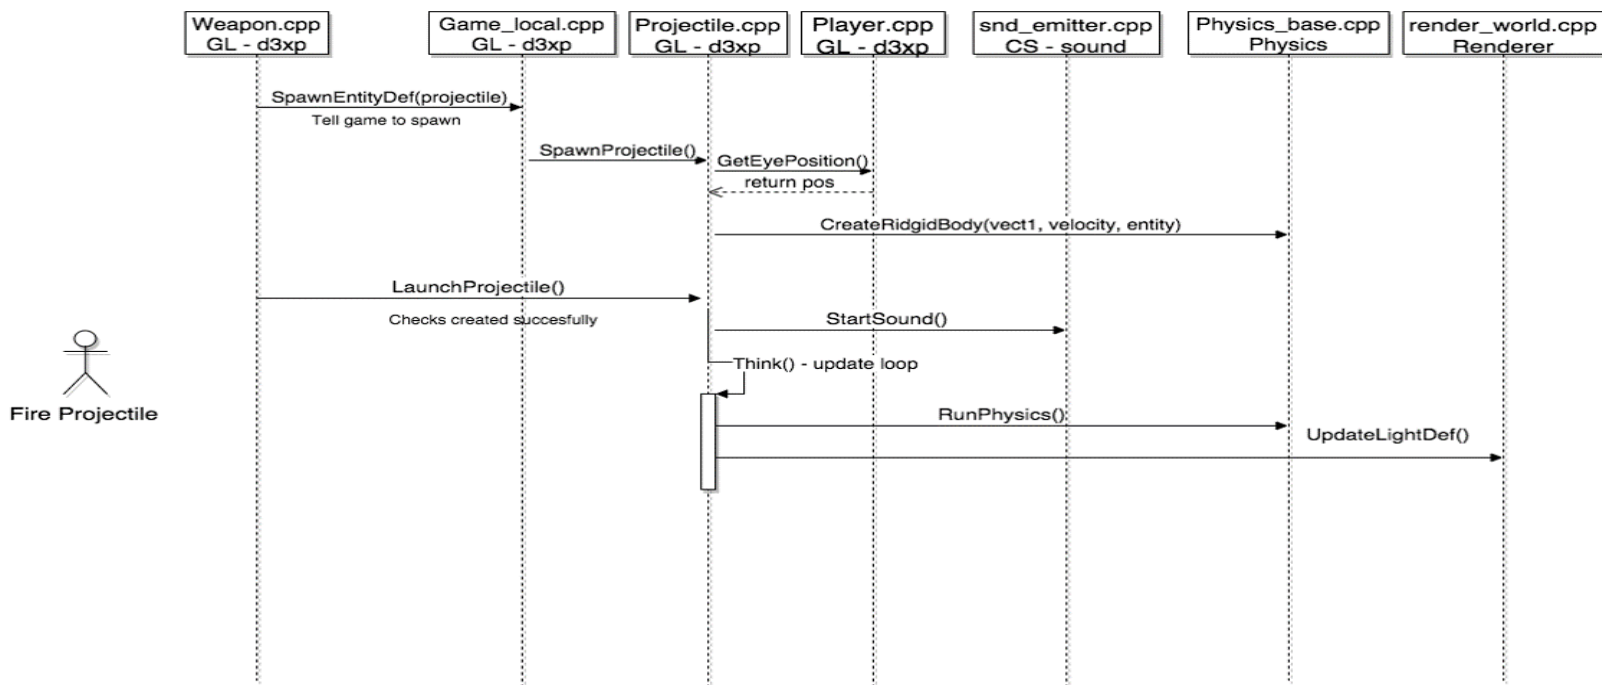 Weapon.cpp
GL - d3xp
Game_local.cpp
GL - d3xp
Projectile.cpp
GL - d3xp
Player.cpp
GL - d3xp
snd_emitter.cpp
CS - sound
Physics_base.cpp
Physics
render_world.cpp
Renderer
SpawnEntityDef(projectile)
Tell game to spawn
SpawnProjectile()
GetEyePosition()
return pos
CreateRidgidBody(vect1, velocity, entity)
LaunchProjectile()
Checks created succesfully
StartSound()
Think() - update loop
Fire Projectile
RunPhysics()
UpdateLightDef()